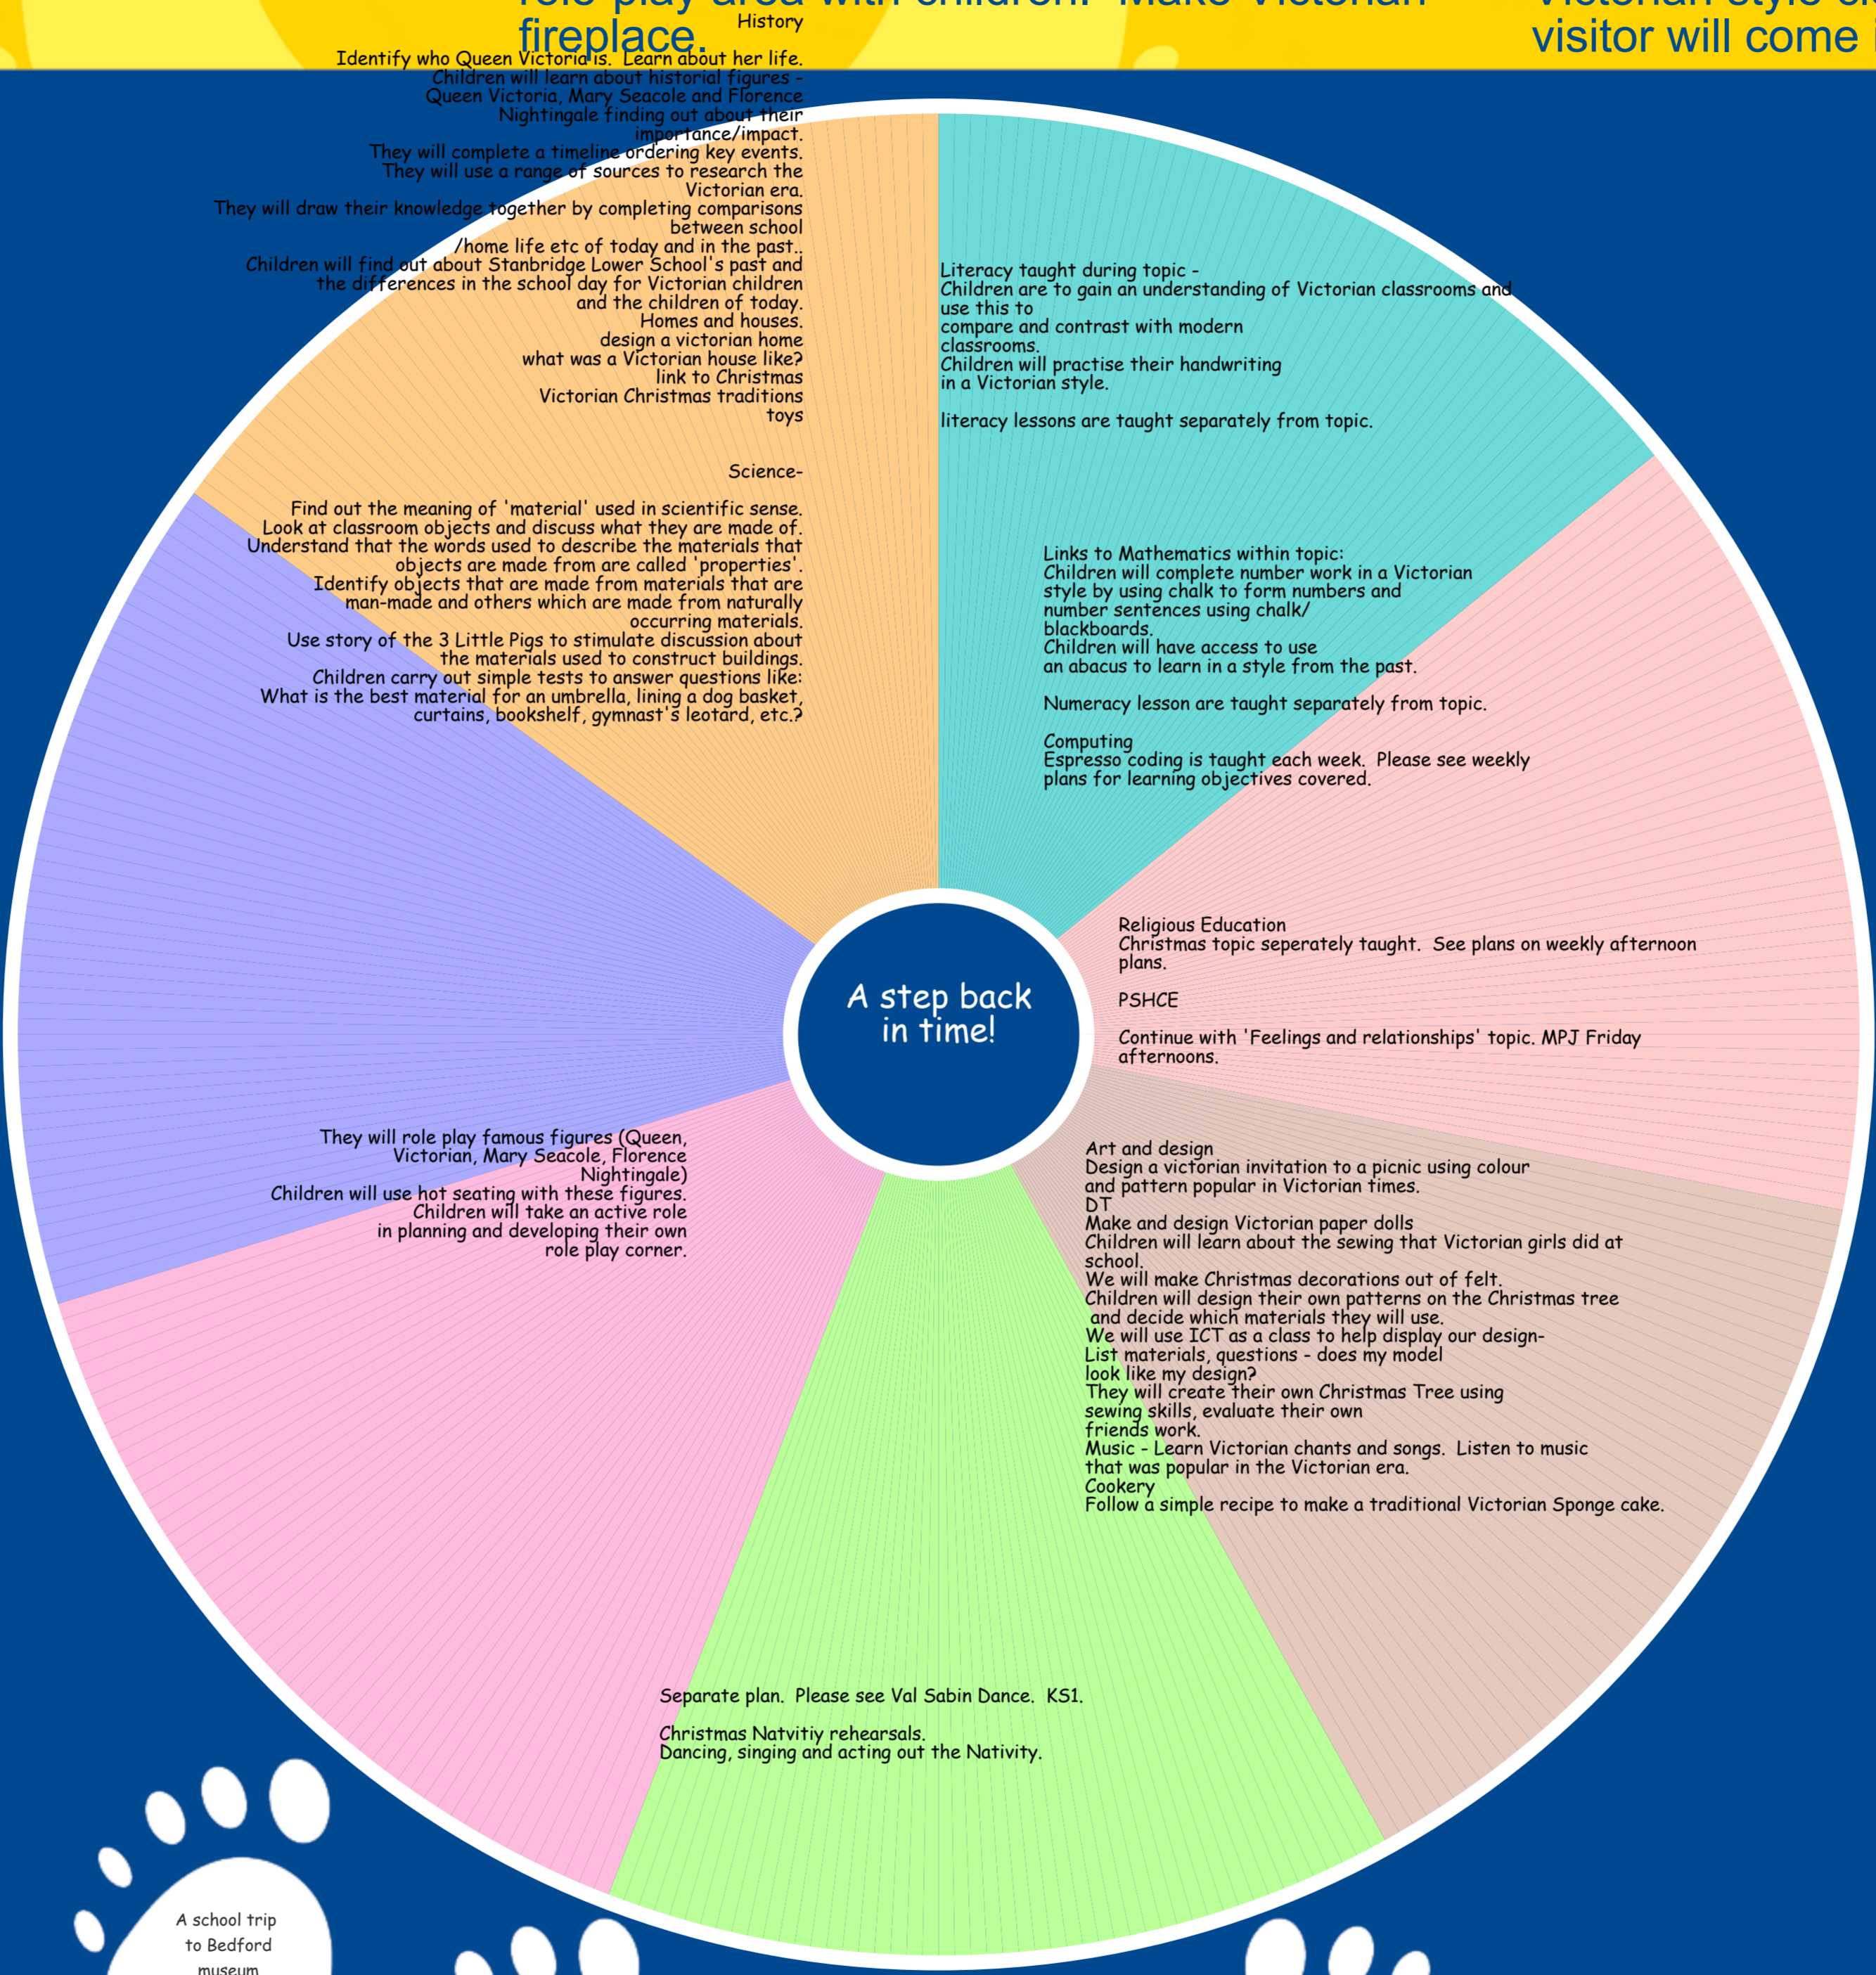 role play area with children. Make Victorian
fireplace.
Victorian style cl
visitor will come i
History
Identify who Queen Victoria is. Learn about her life.
Children will learn about historial figures -
Queen Victoria, Mary Seacole and Florence
Nightingale finding out about their
importance/impact.
They will complete a timeline ordering key events.
They will use a range of sources to research the
Victorian era.
They will draw their knowledge together by completing comparisons
between school
/home life etc of today and in the past..
Children will find out about Stanbridge Lower School's past and
the differences in the school day for Victorian children
and the children of today.
Homes and houses.
design a victorian home
what was a Victorian house like?
link to Christmas
Victorian Christmas traditions
toys
Science-
Find out the meaning of 'material' used in scientific sense.
Look at classroom objects and discuss what they are made of.
Understand that the words used to describe the materials that
objects are made from are called 'properties'.
Identify objects that are made from materials that are
man-made and others which are made from naturally
occurring materials.
Use story of the 3 Little Pigs to stimulate discussion about
the materials used to construct buildings.
Children carry out simple tests to answer questions like:
What is the best material for an umbrella, lining a dog basket,
curtains, bookshelf, gymnast's leotard, etc.?
Literacy taught during topic -
Children are to gain an understanding of Victorian classrooms and
use this to
compare and contrast with modern
classrooms.
Children will practise their handwriting
in a Victorian style.
literacy lessons are taught separately from topic.
Links to Mathematics within topic:
Children will complete number work in a Victorian
style by using chalk to form numbers and
number sentences using chalk/
blackboards.
Children will have access to use
an abacus to learn in a style from the past.
Numeracy lesson are taught separately from topic.
Computing
Espresso coding is taught each week. Please see weekly
plans for learning objectives covered.
Religious Education
Christmas topic seperately taught. See plans on weekly afternoon
plans.
PSHCE
Continue with 'Feelings and relationships' topic. MPJ Friday
afternoons.
A step back
in time!
They will role play famous figures (Queen,
Victorian, Mary Seacole, Florence
Nightingale)
Children will use hot seating with these figures.
Children will take an active role
in planning and developing their own
role play corner.
Art and design
Design a victorian invitation to a picnic using colour
and pattern popular in Victorian times.
DT
Make and design Victorian paper dolls
Children will learn about the sewing that Victorian girls did at
school.
We will make Christmas decorations out of felt.
Children will design their own patterns on the Christmas tree
and decide which materials they will use.
We will use ICT as a class to help display our design-
List materials, questions - does my model
look like my design?
They will create their own Christmas Tree using
sewing skills, evaluate their own
friends work.
Music - Learn Victorian chants and songs. Listen to music
that was popular in the Victorian era.
Cookery
Follow a simple recipe to make a traditional Victorian Sponge cake.
Separate plan. Please see Val Sabin Dance. KS1.
Christmas Natvitiy rehearsals.
Dancing, singing and acting out the Nativity.
A school trip
to Bedford
museum